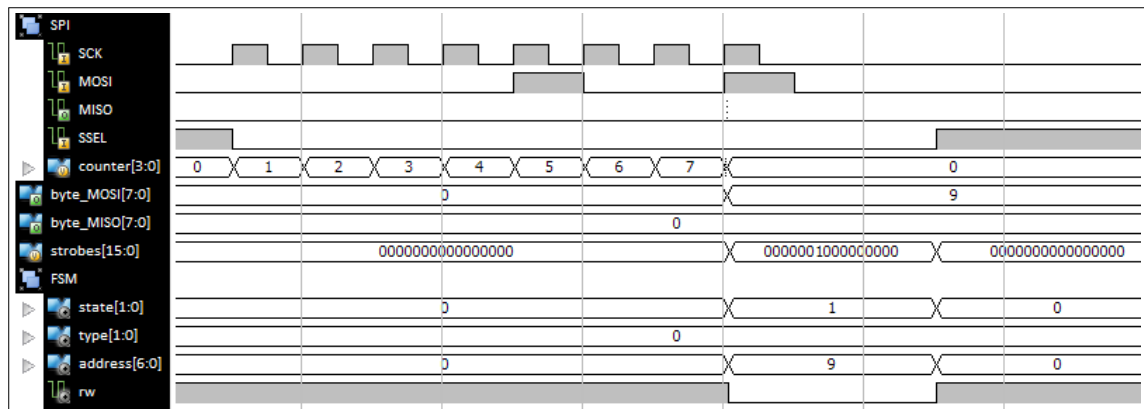 SPI
SCK
MOSI
MISO
SSEL
counter[3:0] 0 1 2 3 4 5 6 7 0
byte_MOSI[7:0] 0 9
byte_MISO[7:0] 0
strobes[15:0] 0000000000000000 0000001000000000 0000000000000000
FSM
state[1:0] 0 1 0
type[1:0] 0
address[6:0] 0 9 0
rw